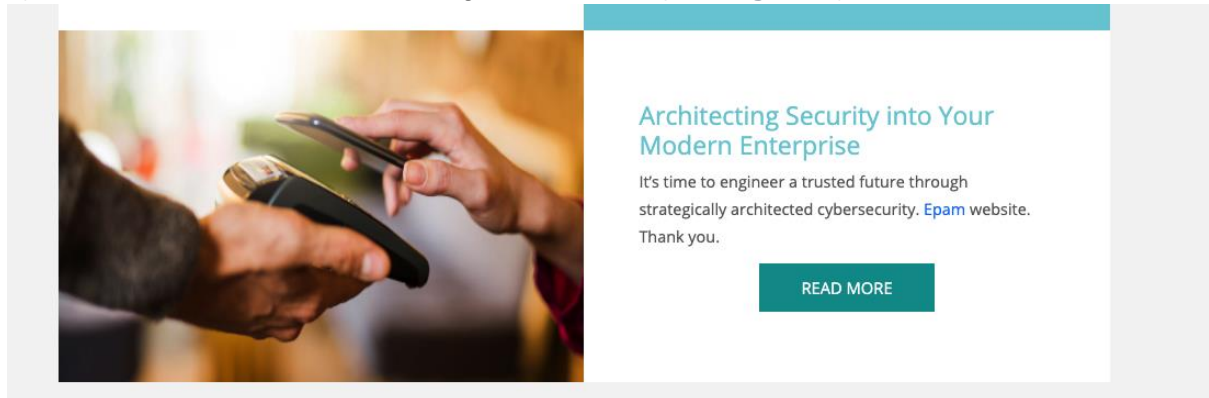 Architecting Security into Your
Modern Enterprise
It's time to engineer a trusted future through
strategically architected cybersecurity. Epam website.
Thank you.
READ MORE